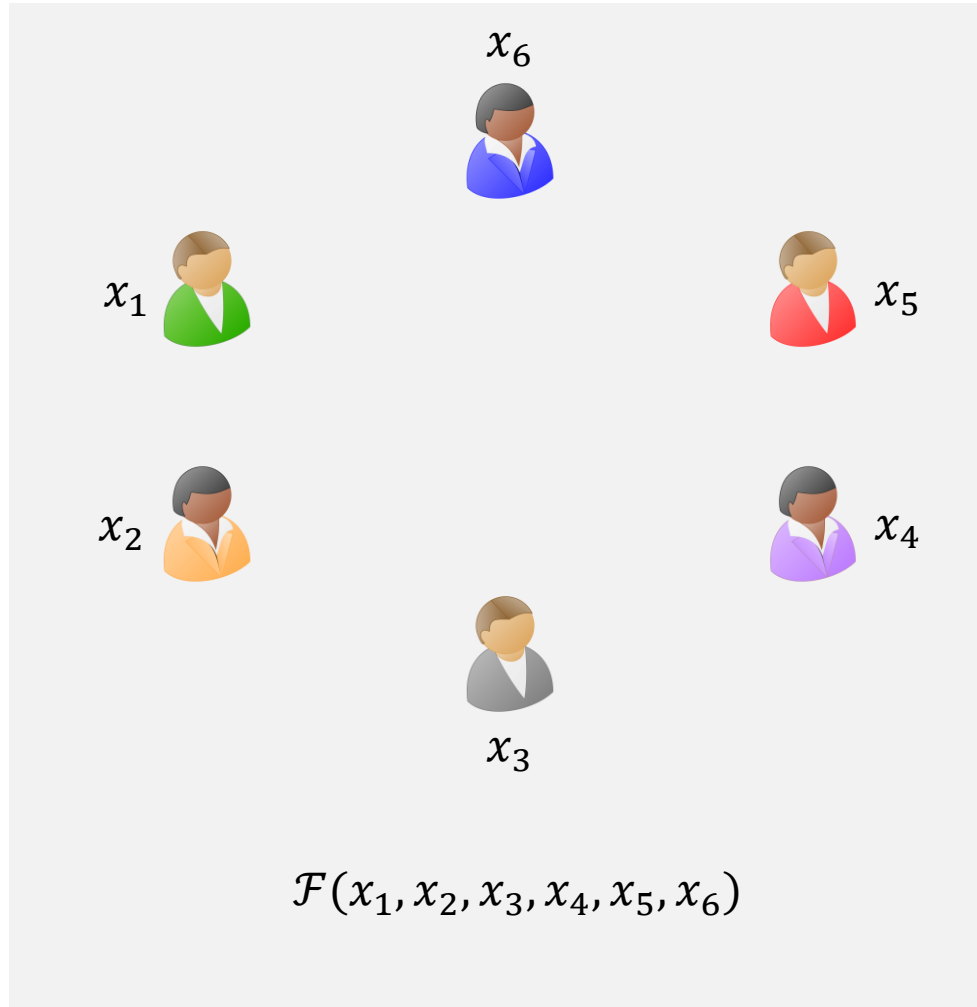 x₆
x₁
x₅
x₂
x₄
x₃
ℱ(x₁, x₂, x₃, x₄, x₅, x₆)